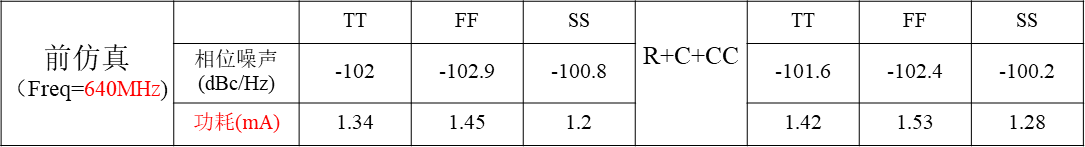 TT FF SS TT FF SS
前仿真
（Freq=640MHz)
相位噪声
(dBc/Hz)
-102 -102.9 -100.8 R+C+CC -101.6 -102.4 -100.2
功耗(mA) 1.34 1.45 1.2 1.42 1.53 1.28